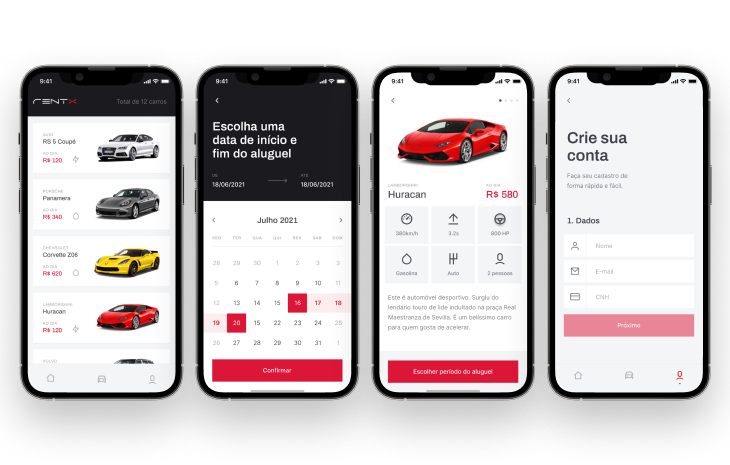 9:41
RENTX
Total de 12 carros
AUDI
RS 5 Coupé
AO DIA
R$ 120
PORSCHE
Panamera
AO DIA
R$ 340
CHEVROLET
Corvette Z06
AO DIA
R$ 620
LAMBORGHINI
Huracan
AO DIA
R$ 120
VOLVO
9:41
Escolha uma
data de início e
fim do aluguel
DE
ATÉ
18/06/2021
18/06/2021
Julho 2021
SEG TER QUA QUI SEX SAB DOM
28 29 30 1 2 3 4
5 6 7 8 9 10 11
12 13 14 15 16 17 18
19 20 21 22 23 24 25
26 27 28 29 30 31 1
Confirmar
9:41
LAMBORGHINI
AO DIA
Huracan
R$ 580
380km/h
3.2s
800 HP
Gasolina
Auto
2 pessoas
Este é automóvel desportivo. Surgiu do
lendário touro de lide indultado na praça Real
Maestranza de Sevilla. É um belíssimo carro
para quem gosta de acelerar.
Escolher período do aluguel
9:41
Crie sua
conta
Faça seu cadastro de
forma rápida e fácil.
1. Dados
Nome
E-mail
CNH
Próximo